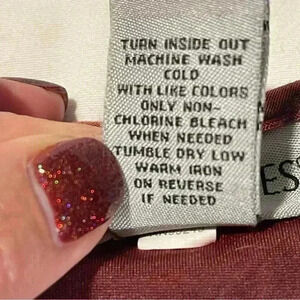 TURN INSIDE OUT
MACHINE WASH
COLD
WITH LIKE COLORS
ONLY NON-
CHLORINE BLEACH
WHEN NEEDED
TUMBLE DRY LOW
WARM IRON
ON REVERSE
IF NEEDED
ES